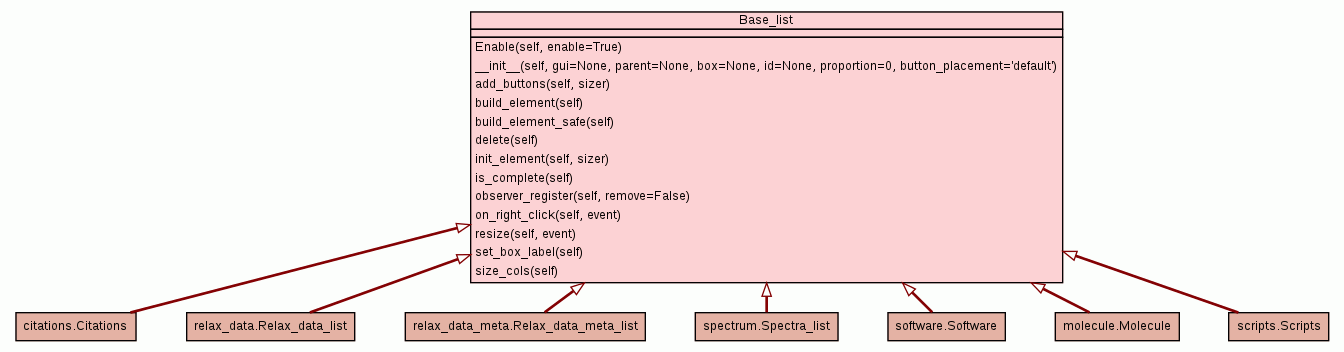 Base_list
Enable(self, enable=True)
__init__(self, gui=None, parent=None, box=None, id=None, proportion=0, button_placement='default')
add_buttons(self, sizer)
build_element(self)
build_element_safe(self)
delete(self)
init_element(self, sizer)
is_complete(self)
observer_register(self, remove=False)
on_right_click(self, event)
resize(self, event)
set_box_label(self)
size_cols(self)
citations.Citations
relax_data.Relax_data_list
relax_data_meta.Relax_data_meta_list
spectrum.Spectra_list
software.Software
molecule.Molecule
scripts.Scripts